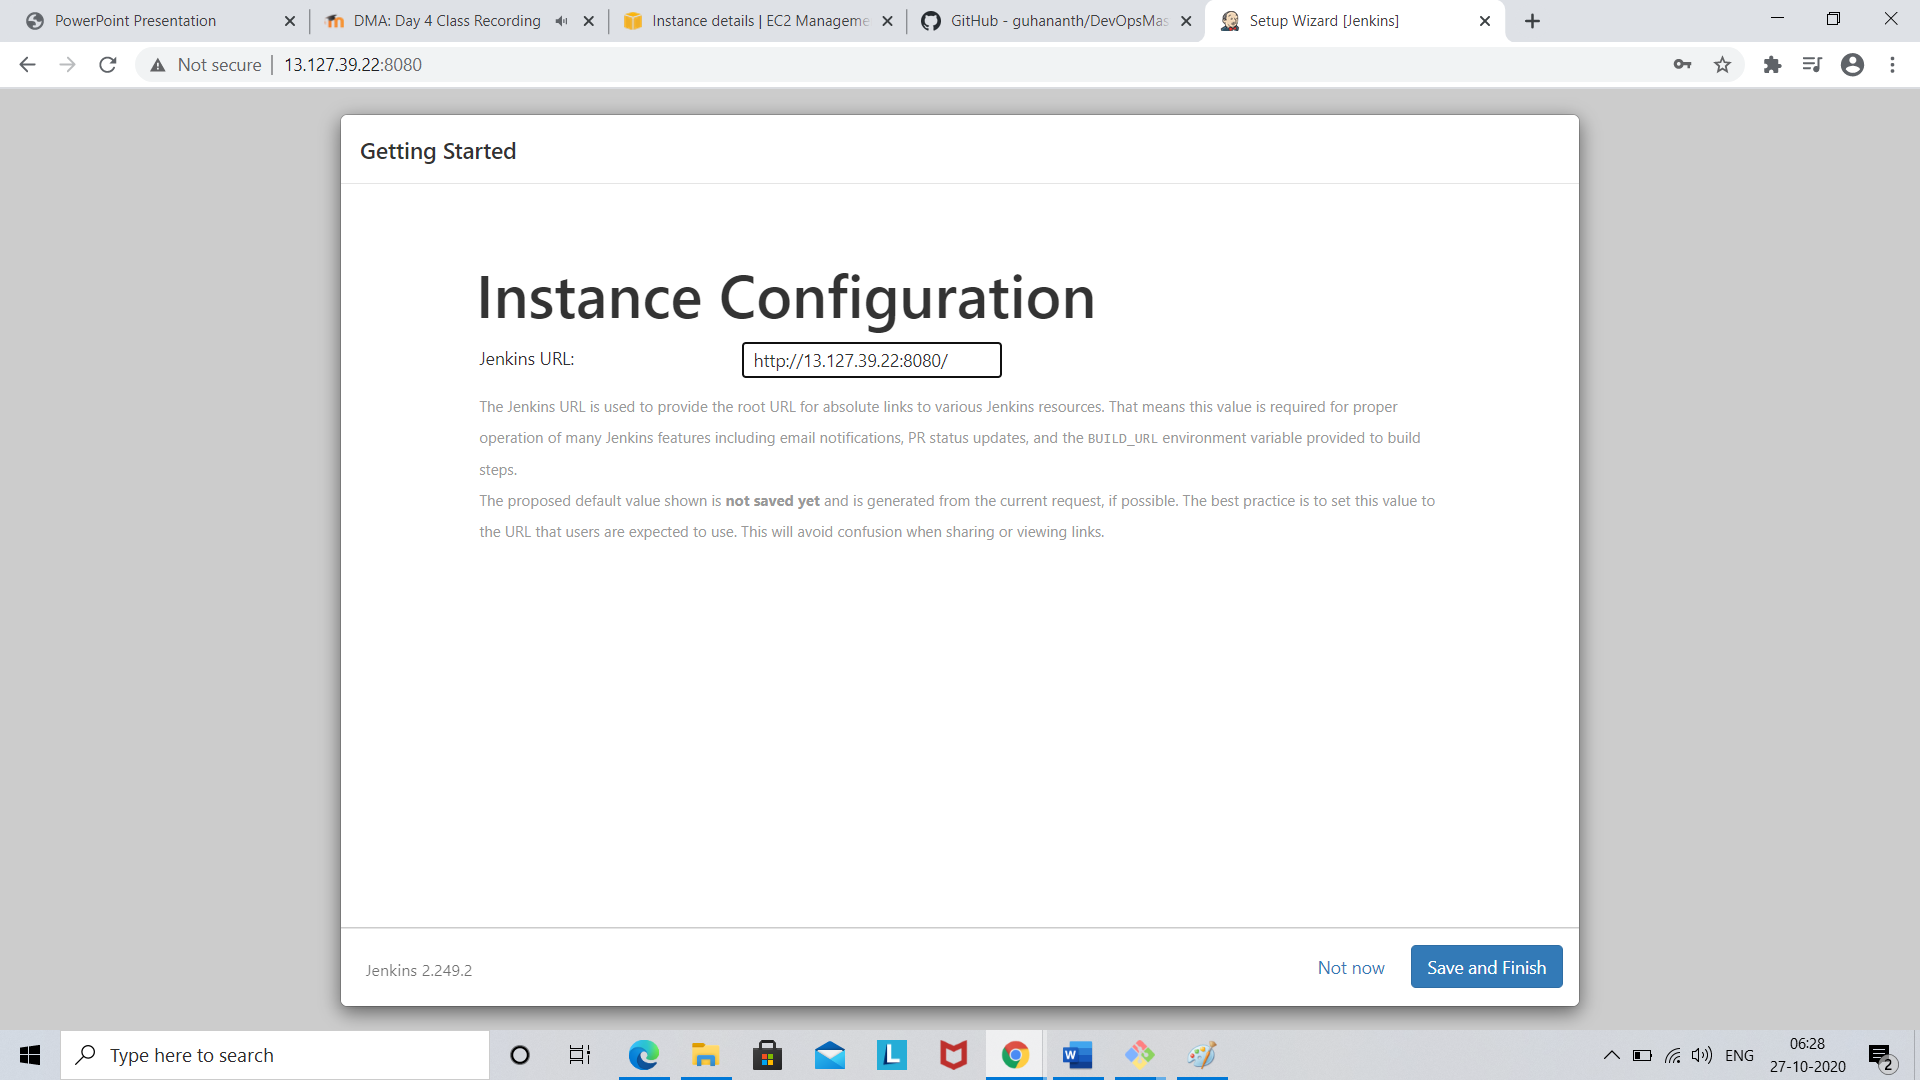 PowerPoint Presentation
DMA: Day 4 Class Recording
Instance details | EC2 Manageme
GitHub - guhananth/DevOpsMas
Setup Wizard [Jenkins]
Not secure
13.127.39.22:8080
Getting Started
Instance Configuration
Jenkins URL:
http://13.127.39.22:8080/
The Jenkins URL is used to provide the root URL for absolute links to various Jenkins resources. That means this value is required for proper
operation of many Jenkins features including email notifications, PR status updates, and the BUILD_URL environment variable provided to build
steps.
The proposed default value shown is not saved yet and is generated from the current request, if possible. The best practice is to set this value to
the URL that users are expected to use. This will avoid confusion when sharing or viewing links.
Jenkins 2.249.2
Not now
Save and Finish
Type here to search
L
W
ENG
06:28
27-10-2020
2